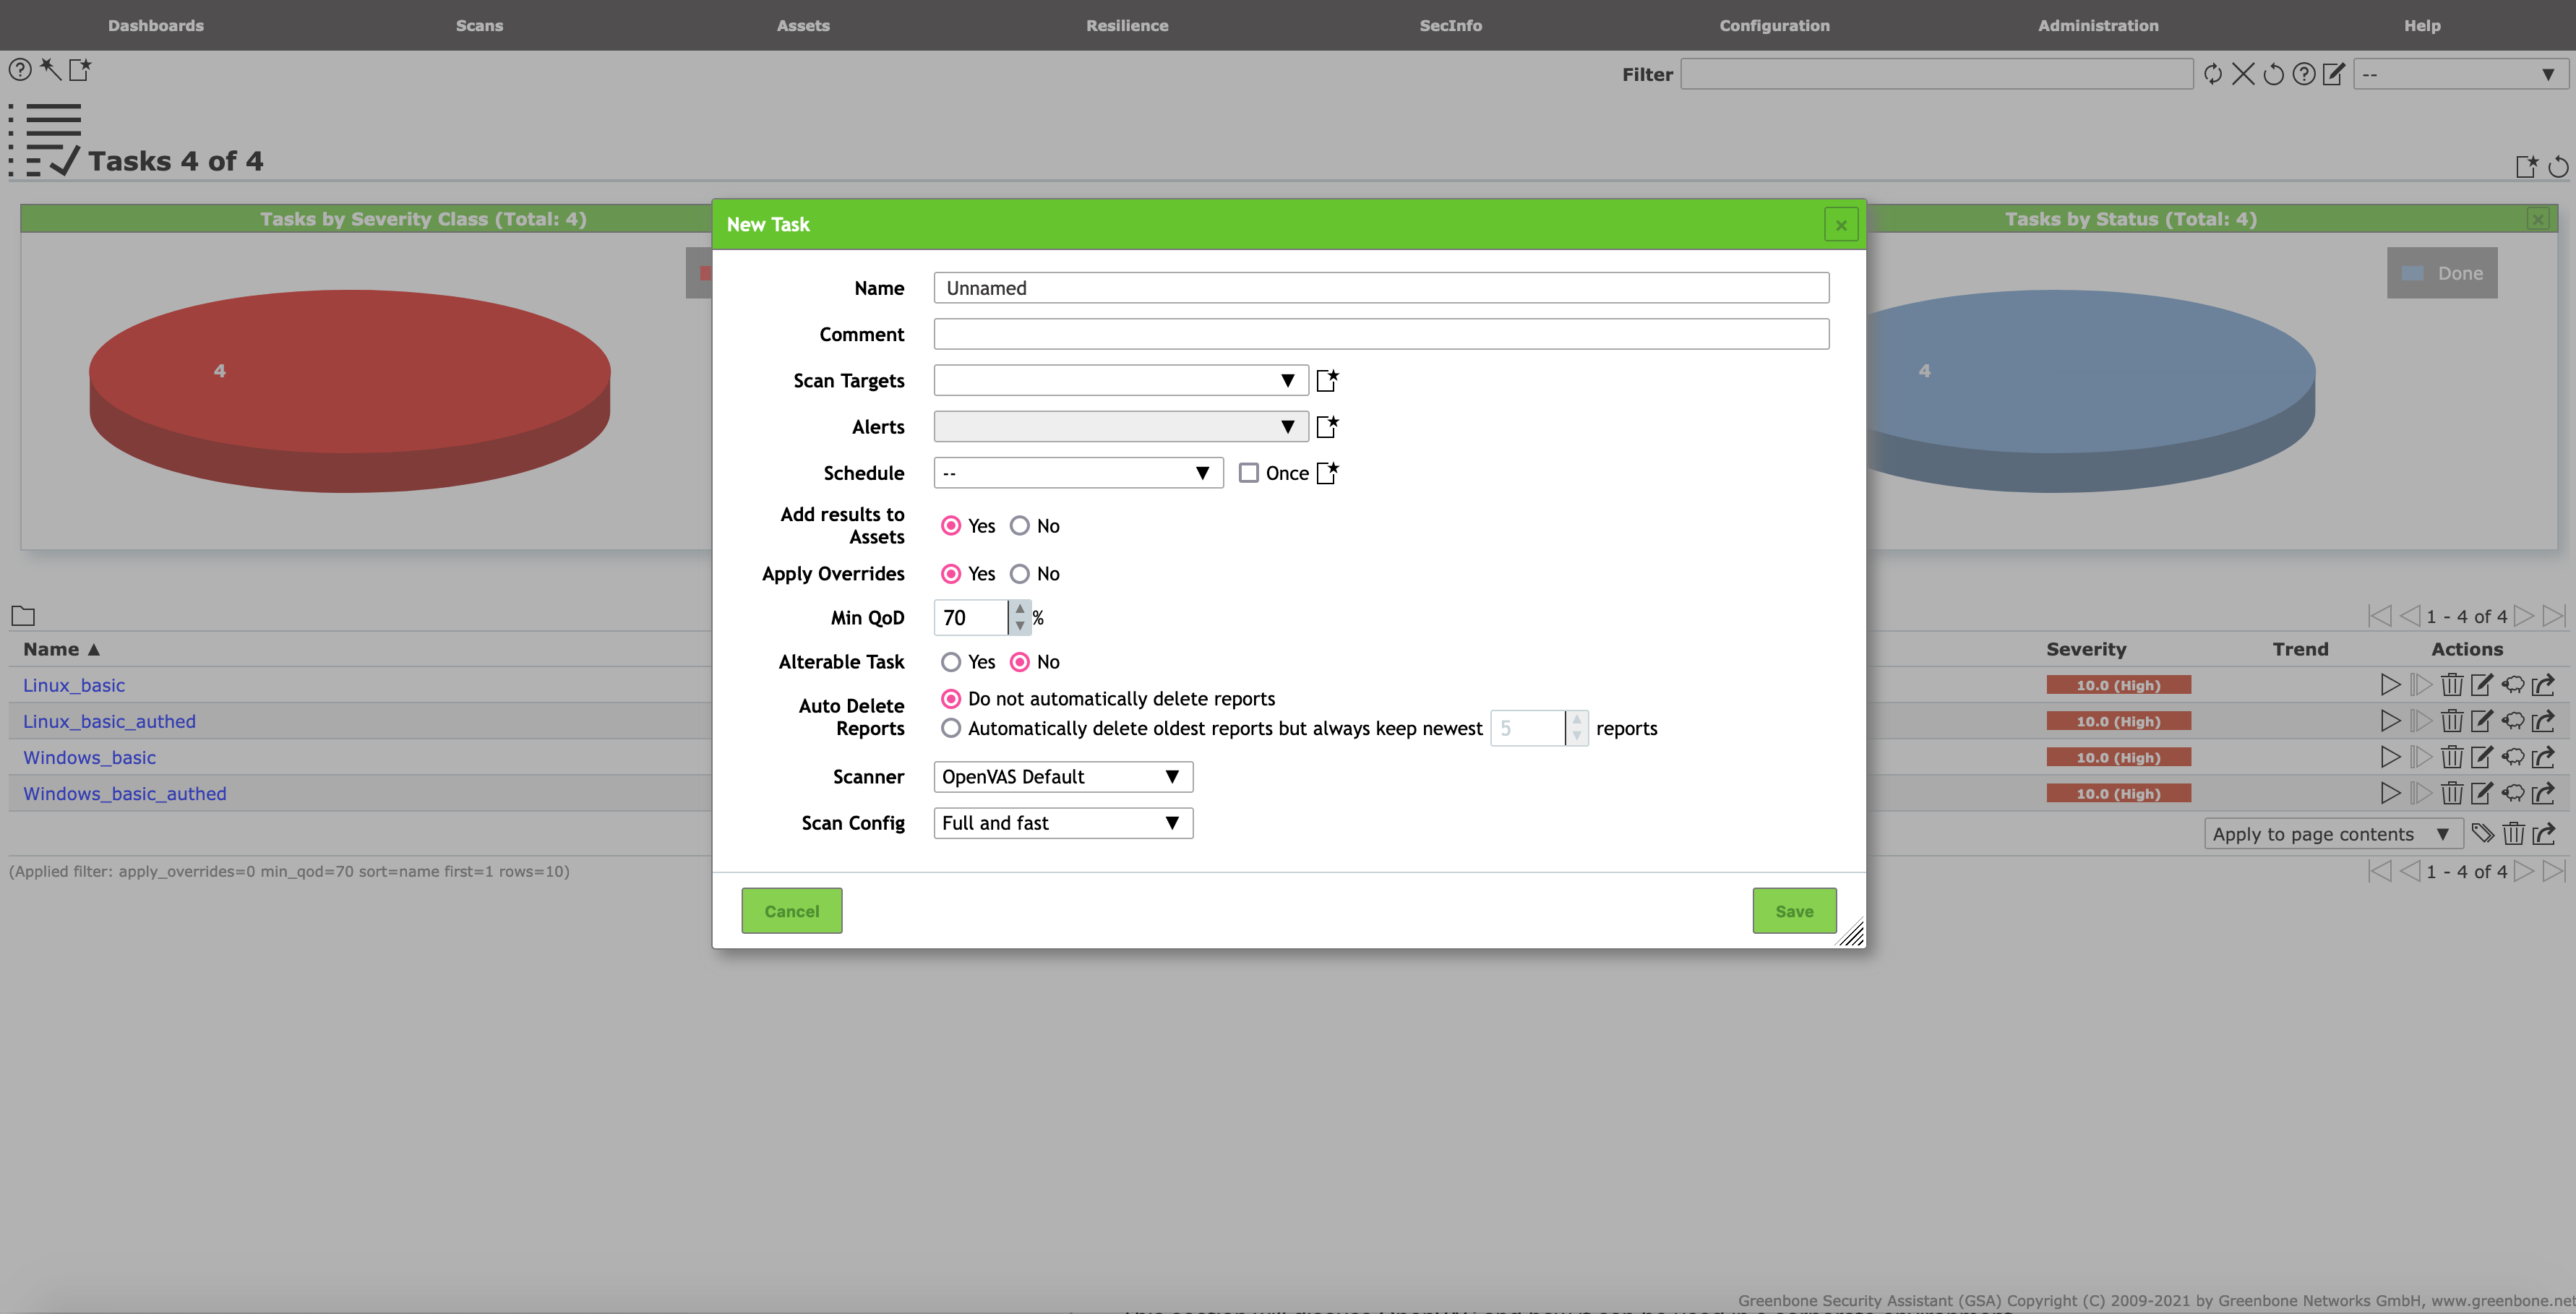 Dashboards Scans Assets Resilience SecInfo Configuration Administration Help
Filter --
Tasks 4 of 4
Tasks by Severity Class (Total: 4)
4
Tasks by Status (Total: 4)
Done
4
New Task
Name Unnamed
Comment
Scan Targets
Alerts
Schedule -- Once
Add results to
Assets
Yes No
Apply Overrides Yes No
Min QoD 70 %
Alterable Task Yes No
Auto Delete
Reports
Do not automatically delete reports
Automatically delete oldest reports but always keep newest 5 reports
Scanner OpenVAS Default
Scan Config Full and fast
Cancel Save
1 - 4 of 4
Name Severity Trend Actions
Linux_basic 10.0 (High)
Linux_basic_authed 10.0 (High)
Windows_basic 10.0 (High)
Windows_basic_authed 10.0 (High)
Apply to page contents
(Applied filter: apply_overrides=0 min_qod=70 sort=name first=1 rows=10) 1 - 4 of 4
Greenbone Security Assistant (GSA) Copyright (C) 2009-2021 by Greenbone Networks GmbH, www.greenbone.ne